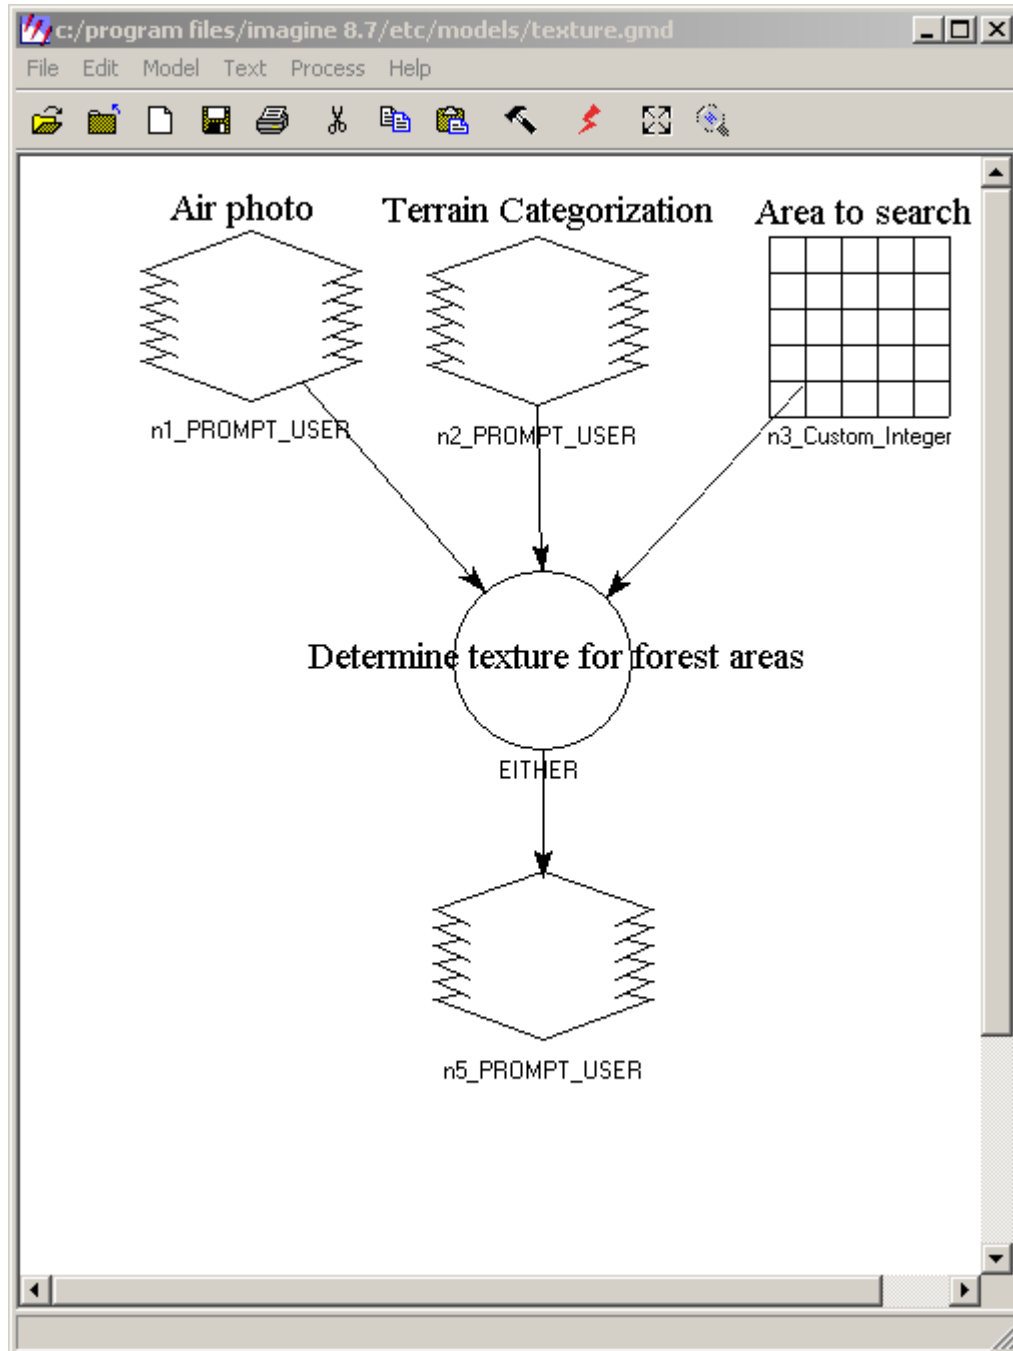 c:/program files/imagine 8.7/etc/models/texture.gmd
File Edit Model Text Process Help
Air photo Terrain Categorization Area to search
n1_PROMPT_USER n2_PROMPT_USER n3_Custom_Integer
Determine texture for forest areas
EITHER
n5_PROMPT_USER